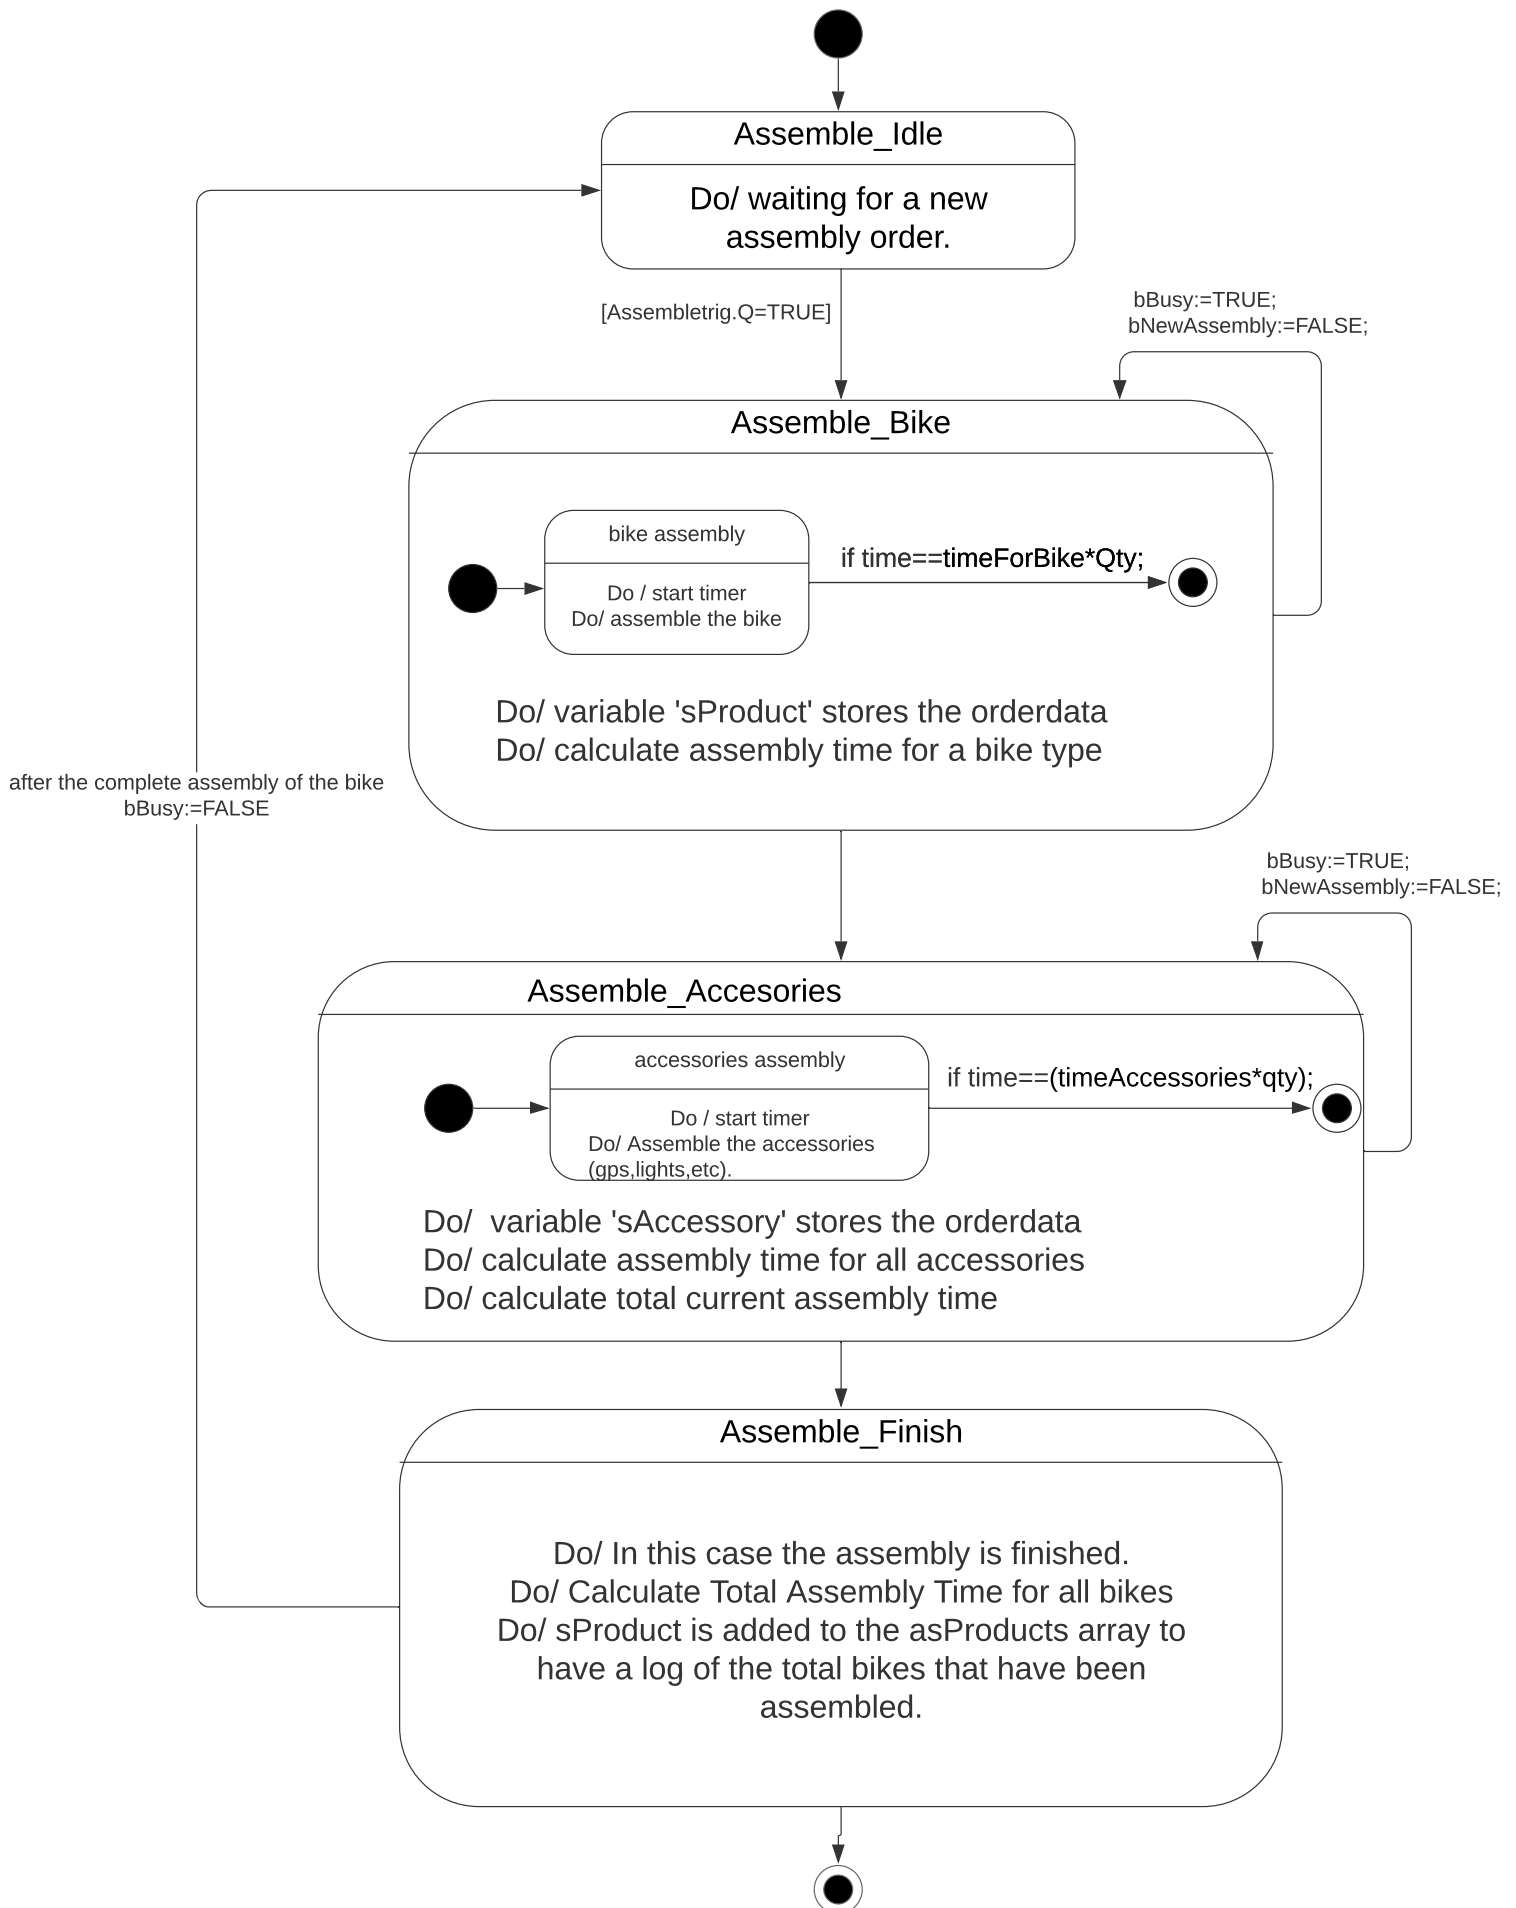 Assemble_Idle
Do/ waiting for a new
assembly order.
[Assembletrig.Q=TRUE]
bBusy:=TRUE;
bNewAssembly:=FALSE;
Assemble_Bike
bike assembly
Do / start timer
Do/ assemble the bike
if time==timeForBike*Qty;
Do/ variable 'sProduct' stores the orderdata
Do/ calculate assembly time for a bike type
after the complete assembly of the bike
bBusy:=FALSE
bBusy:=TRUE;
bNewAssembly:=FALSE;
Assemble_Accesories
accessories assembly
Do / start timer
Do/ Assemble the accessories
(gps,lights,etc).
if time==(timeAccessories*qty);
Do/  variable 'sAccessory' stores the orderdata
Do/ calculate assembly time for all accessories
Do/ calculate total current assembly time
Assemble_Finish
Do/ In this case the assembly is finished.
Do/ Calculate Total Assembly Time for all bikes
Do/ sProduct is added to the asProducts array to
have a log of the total bikes that have been
assembled.